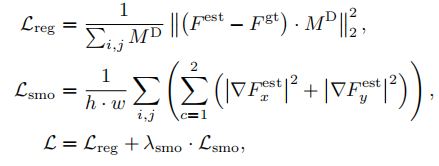 \mathcal{L}_{\text{reg}} = \frac{1}{\sum_{i,j} M^{\text{D}}} \left\| \left( F^{\text{est}} - F^{\text{gt}} \right) \cdot M^{\text{D}} \right\|_2^2,
\mathcal{L}_{\text{smo}} = \frac{1}{h \cdot w} \sum_{i,j} \left( \sum_{c=1}^{2} \left( \left| \nabla F_x^{\text{est}} \right|^2 + \left| \nabla F_y^{\text{est}} \right|^2 \right) \right),
\mathcal{L} = \mathcal{L}_{\text{reg}} + \lambda_{\text{smo}} \cdot \mathcal{L}_{\text{smo}},